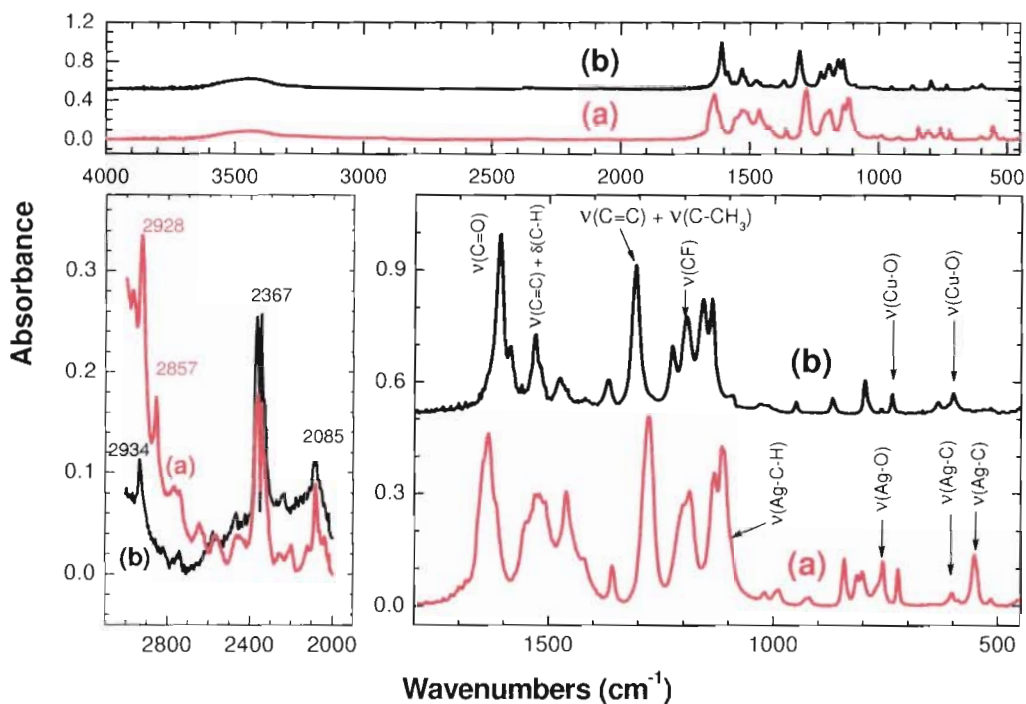 Absorbance
1.2
0.8
0.4
0.0
(b)
(a)
4000 3500 3000 2500 2000 1500 1000 500
0.3
0.2
0.1
0.0
2928
2857
2934
2367
2085
(a)
(b)
2800 2400 2000
0.9
0.6
0.3
0.0
ν(C=O)
ν(C=C) + δ(C-H)
ν(C=C) + ν(C-CH₃)
ν(CF)
ν(Cu-O)
ν(Cu-O)
(b)
ν(Ag-C-H)
ν(Ag-O)
ν(Ag-C)
ν(Ag-C)
(a)
1500 1000 500
Wavenumbers (cm⁻¹)